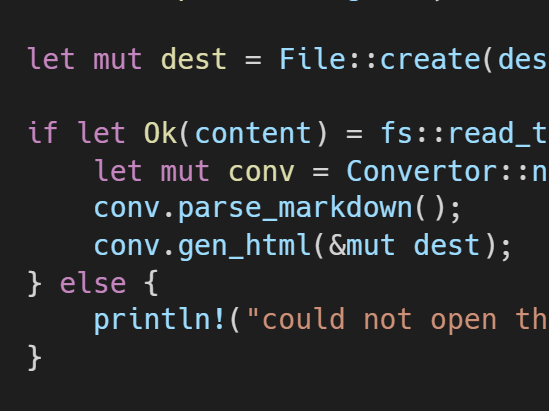 let mut dest = File::create(des
if let Ok(content) = fs::read_t
    let mut conv = Convertor::n
    conv.parse_markdown();
    conv.gen_html(&mut dest);
} else {
    println!("could not open th
}